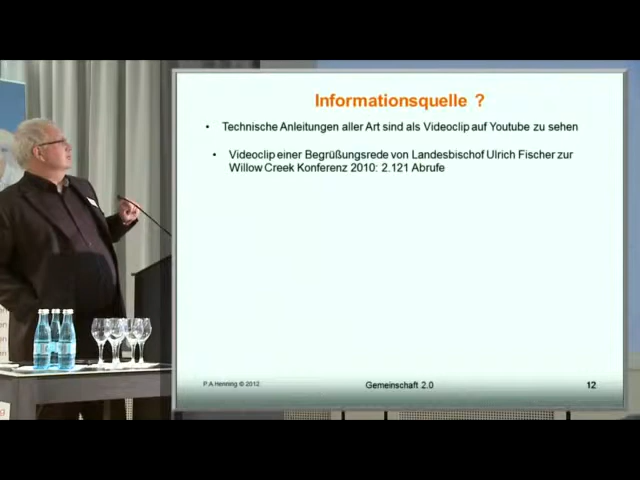 Informationsquelle ?
• Technische Anleitungen aller Art sind als Videoclip auf Youtube zu sehen
• Videoclip einer Begrüßungsrede von Landesbischof Ulrich Fischer zur
Willow Creek Konferenz 2010: 2.121 Abrufe
P.A.Henning © 2012
Gemeinschaft 2.0
12